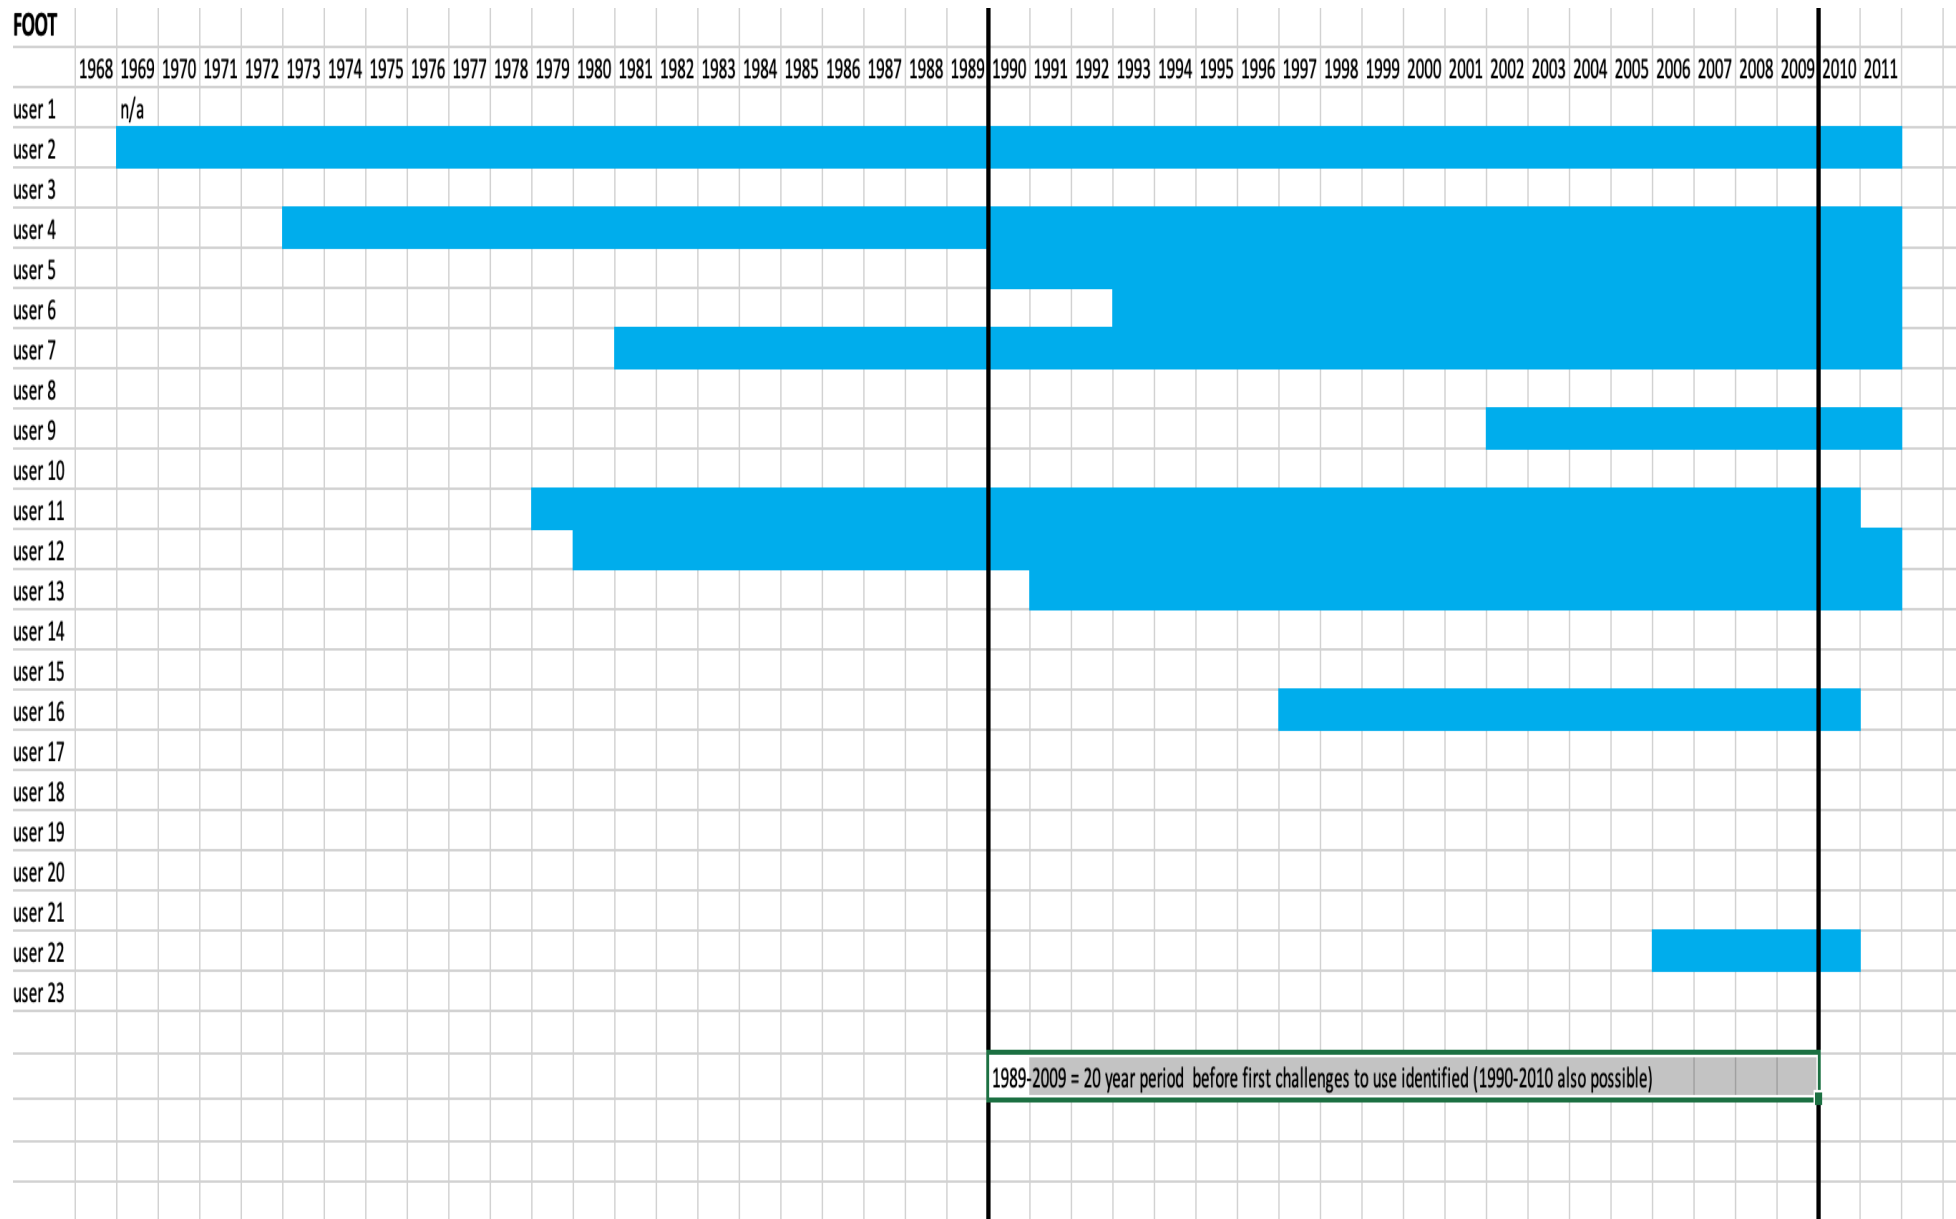 FOOT
1968 1969 1970 1971 1972 1973 1974 1975 1976 1977 1978 1979 1980 1981 1982 1983 1984 1985 1986 1987 1988 1989 1990 1991 1992 1993 1994 1995 1996 1997 1998 1999 2000 2001 2002 2003 2004 2005 2006 2007 2008 2009 2010 2011
user 1 n/a
user 2
user 3
user 4
user 5
user 6
user 7
user 8
user 9
user 10
user 11
user 12
user 13
user 14
user 15
user 16
user 17
user 18
user 19
user 20
user 21
user 22
user 23
1989-2009 = 20 year period  before first challenges to use identified (1990-2010 also possible)